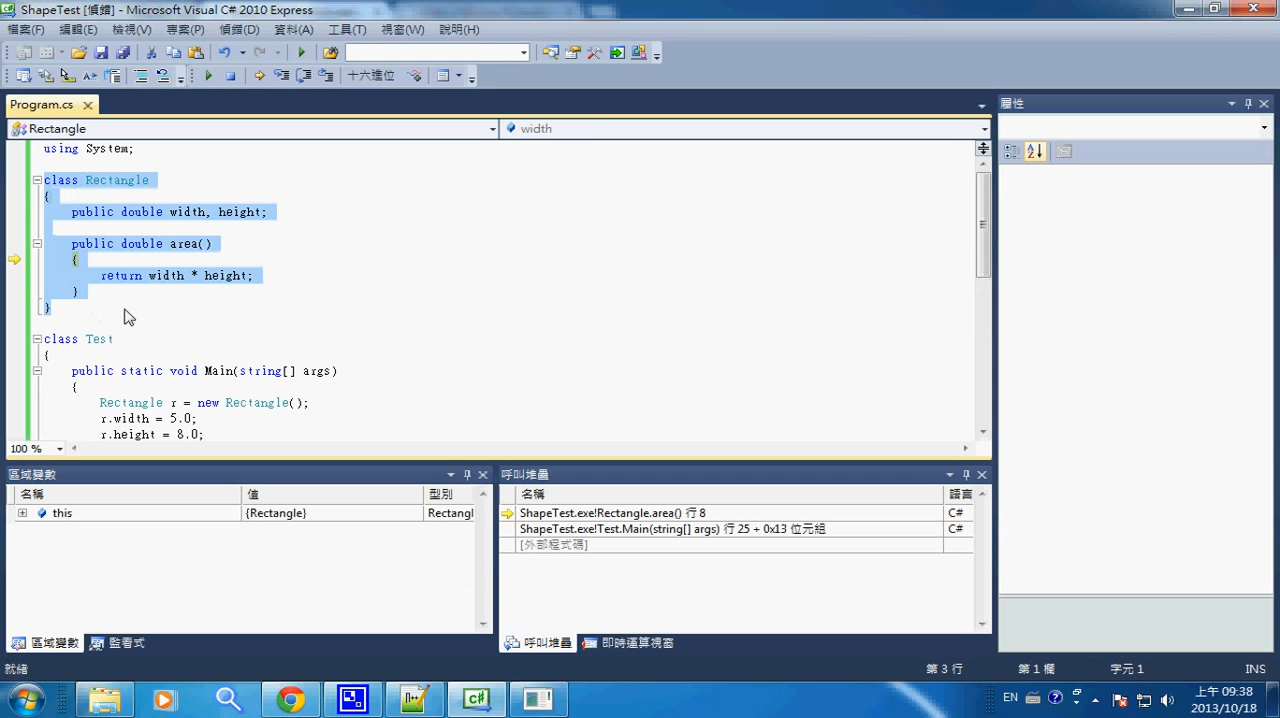 ShapeTest [偵錯] - Microsoft Visual C# 2010 Express
檔案(F) 編輯(E) 檢視(V) 專案(P) 偵錯(D) 資料(A) 工具(T) 視窗(W) 說明(H)
十六進位
Program.cs
屬性
Rectangle
width
using System;
class Rectangle
{
public double width, height;
public double area()
{
return width * height;
}
}
class Test
{
public static void Main(string[] args)
{
Rectangle r = new Rectangle();
r.width = 5.0;
r.height = 8.0;
100 %
區域變數
名稱 值 型別
this {Rectangle} Rectangl
區域變數 監看式
呼叫堆疊
名稱 語言
ShapeTest.exe!Rectangle.area() 行 8 C#
ShapeTest.exe!Test.Main(string[] args) 行 25 + 0x13 位元組 C#
[外部程式碼]
呼叫堆疊 即時運算視窗
就緒 第 3 行 第 1 欄 字元 1 INS
EN
上午 09:38
2013/10/18